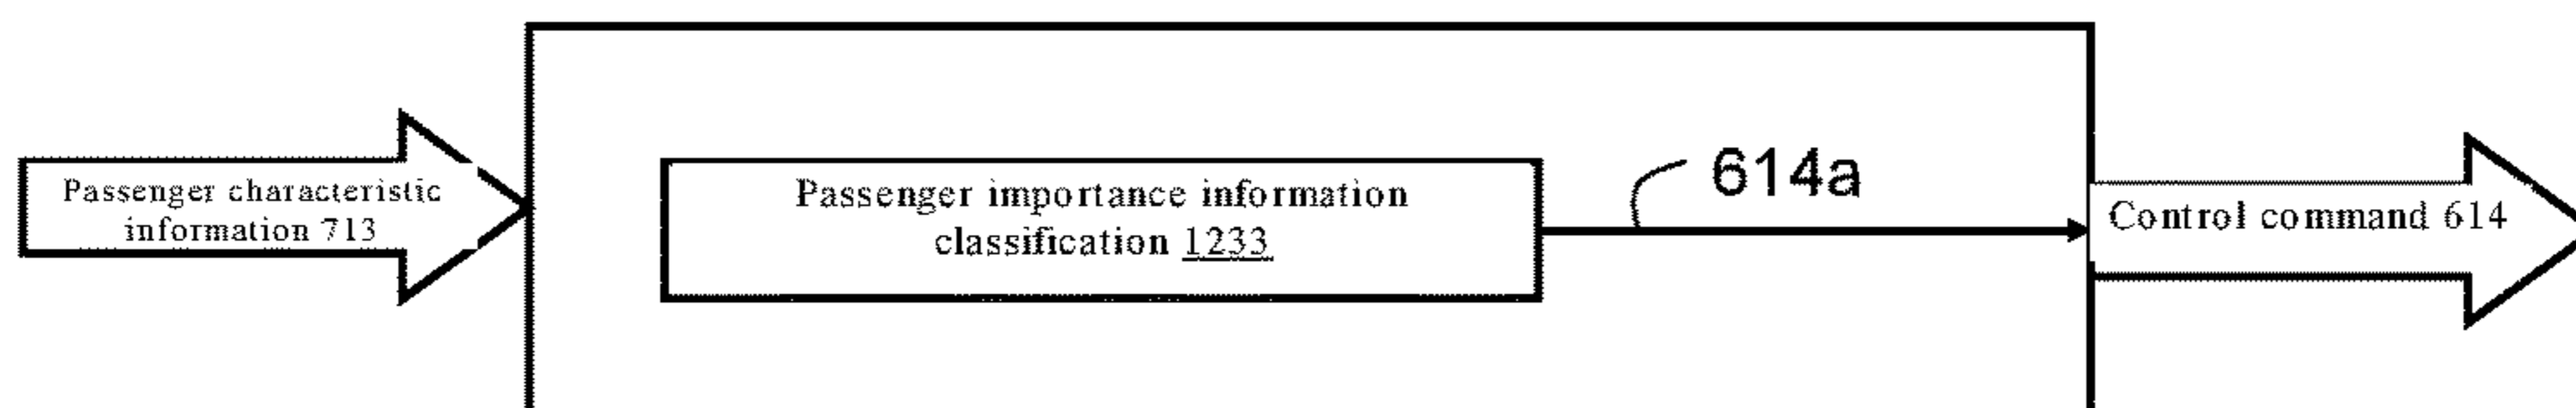 Passenger characteristic
information 713
Passenger importance information
classification 1233
614a
Control command 614